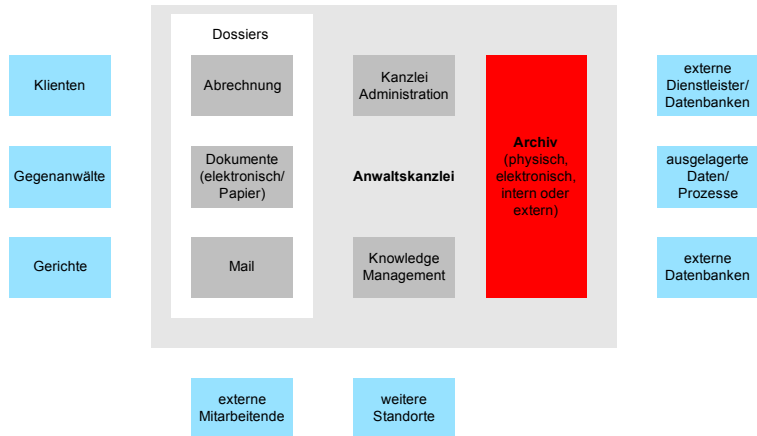 Dossiers
Klienten
Abrechnung
Kanzlei
Administration
externe
Dienstleister/
Datenbanken
Gegenanwälte
Dokumente
(elektronisch/
Papier)
Anwaltskanzlei
Archiv
(physisch,
elektronisch,
intern oder
extern)
ausgelagerte
Daten/
Prozesse
Gerichte
Mail
Knowledge
Management
externe
Datenbanken
externe
Mitarbeitende
weitere
Standorte